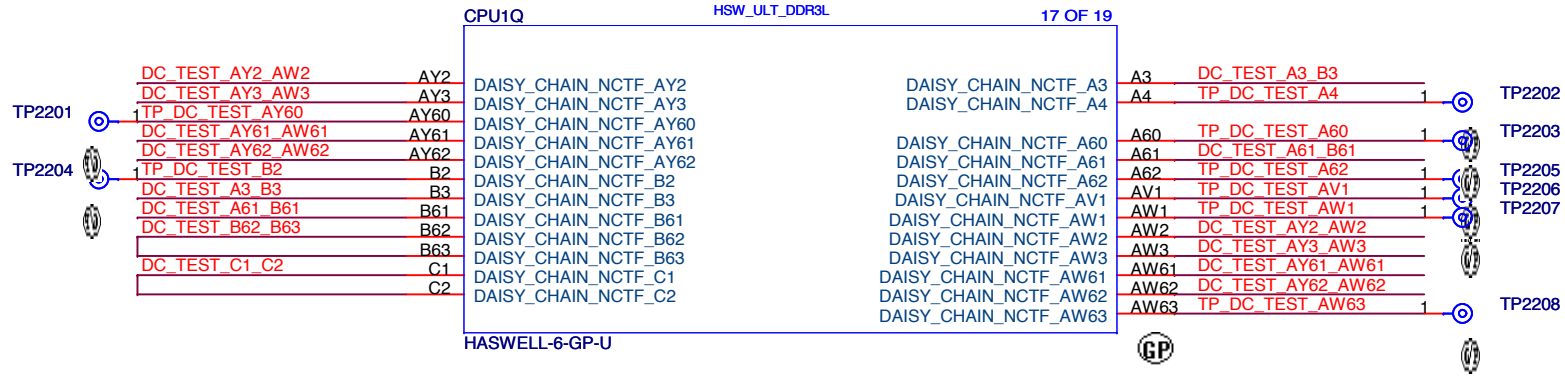 CPU1Q HSW_ULT_DDR3L 17 OF 19
DC_TEST_AY2_AW2 AY2 DAISY_CHAIN_NCTF_AY2
DC_TEST_AY3_AW3 AY3 DAISY_CHAIN_NCTF_AY3
TP2201 1 TP_DC_TEST_AY60 AY60 DAISY_CHAIN_NCTF_AY60
DC_TEST_AY61_AW61 AY61 DAISY_CHAIN_NCTF_AY61
DC_TEST_AY62_AW62 AY62 DAISY_CHAIN_NCTF_AY62
TP2204 1 TP_DC_TEST_B2 B2 DAISY_CHAIN_NCTF_B2
DC_TEST_A3_B3 B3 DAISY_CHAIN_NCTF_B3
DC_TEST_A61_B61 B61 DAISY_CHAIN_NCTF_B61
DC_TEST_B62_B63 B62 DAISY_CHAIN_NCTF_B62
B63 DAISY_CHAIN_NCTF_B63
DC_TEST_C1_C2 C1 DAISY_CHAIN_NCTF_C1
C2 DAISY_CHAIN_NCTF_C2
DAISY_CHAIN_NCTF_A3 A3 DC_TEST_A3_B3
DAISY_CHAIN_NCTF_A4 A4 TP_DC_TEST_A4 1 TP2202
DAISY_CHAIN_NCTF_A60 A60 TP_DC_TEST_A60 1 TP2203
DAISY_CHAIN_NCTF_A61 A61 DC_TEST_A61_B61
DAISY_CHAIN_NCTF_A62 A62 TP_DC_TEST_A62 1 TP2205
DAISY_CHAIN_NCTF_AV1 AV1 TP_DC_TEST_AV1 1 TP2206
DAISY_CHAIN_NCTF_AW1 AW1 TP_DC_TEST_AW1 1 TP2207
DAISY_CHAIN_NCTF_AW2 AW2 DC_TEST_AY2_AW2
DAISY_CHAIN_NCTF_AW3 AW3 DC_TEST_AY3_AW3
DAISY_CHAIN_NCTF_AW61 AW61 DC_TEST_AY61_AW61
DAISY_CHAIN_NCTF_AW62 AW62 DC_TEST_AY62_AW62
DAISY_CHAIN_NCTF_AW63 AW63 TP_DC_TEST_AW63 1 TP2208
HASWELL-6-GP-U
GP